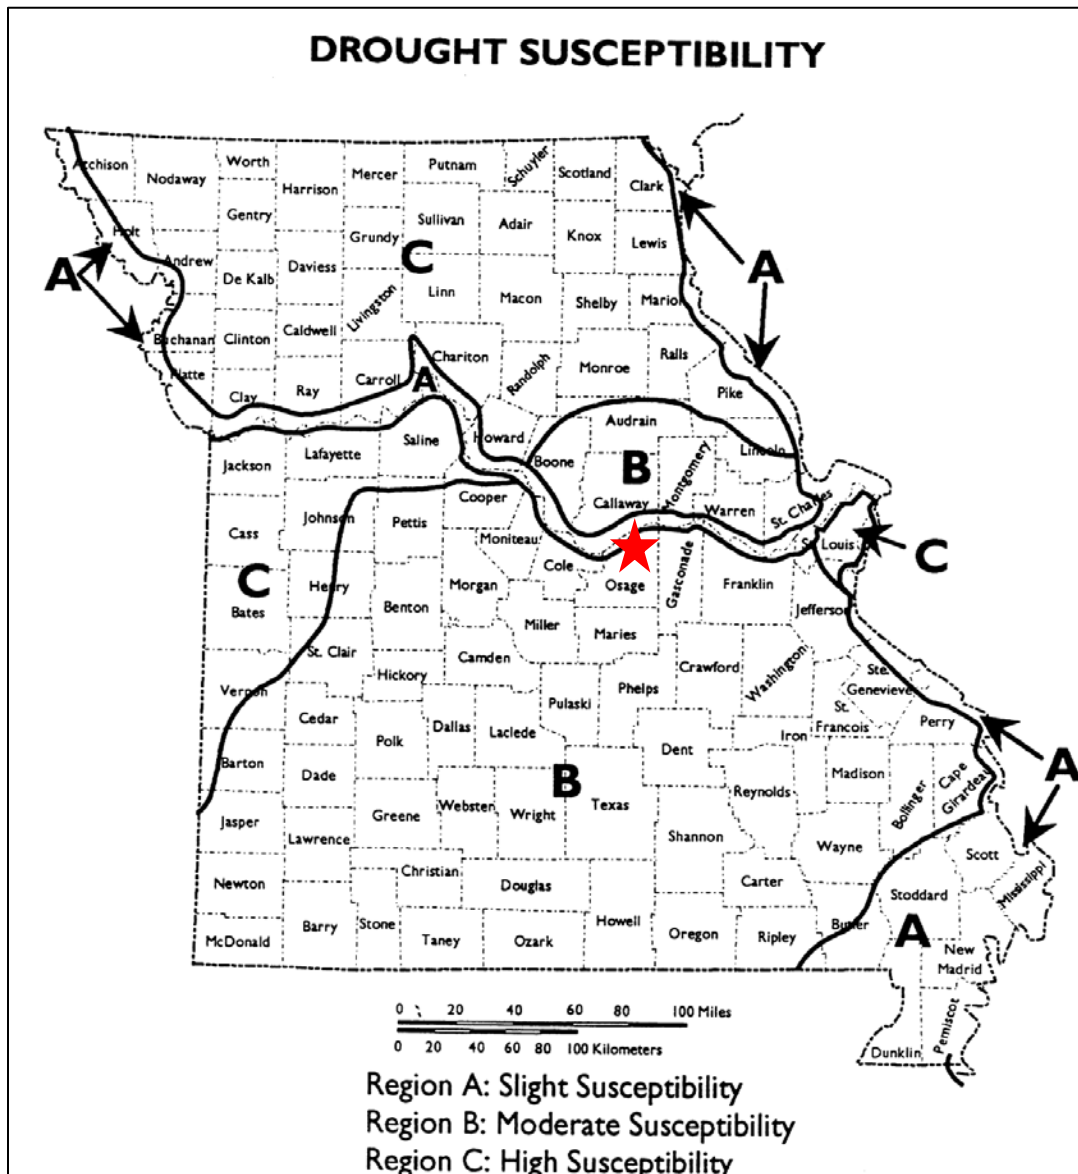 DROUGHT SUSCEPTIBILITY
Atchison
Nodaway
Worth
Harrison
Mercer
Putnam
Schuyler
Scotland
Clark
Gentry
Sullivan
Adair
Knox
Lewis
Holt
Andrew
De Kalb
Daviess
Grundy
C
A
A
Livingston
Linn
Macon
Shelby
Marion
Buchanan
Clinton
Caldwell
Chariton
Randolph
Monroe
Ralls
Platte
Clay
Ray
Carroll
A
Pike
Audrain
Howard
Saline
Boone
Lincoln
Jackson
Lafayette
B
Montgomery
Callaway
Warren
St. Charles
Cooper
Johnson
Pettis
Cass
Moniteau
St. Louis
C
Cole
Osage
Gasconade
Franklin
C
Henry
Morgan
Benton
Bates
Jefferson
Miller
Maries
St. Clair
Camden
Crawford
Washington
Hickory
Ste.
Genevieve
Vernon
Cedar
Dallas
Laclede
Pulaski
Phelps
St.
Francois
Perry
Polk
Dent
Iron
Barton
Dade
B
A
Madison
Bollinger
Cape
Girardeau
Webster
Wright
Texas
Reynolds
Jasper
Greene
Lawrence
Shannon
Wayne
Scott
Newton
Christian
Douglas
Carter
Stoddard
Mississippi
McDonald
Barry
Stone
Taney
Ozark
Howell
Oregon
Ripley
Butler
A
New
Madrid
Pemiscot
Dunklin
0 20 40 60 80 100 Miles
0 20 40 60 80 100 Kilometers
Region A: Slight Susceptibility
Region B: Moderate Susceptibility
Region C: High Susceptibility